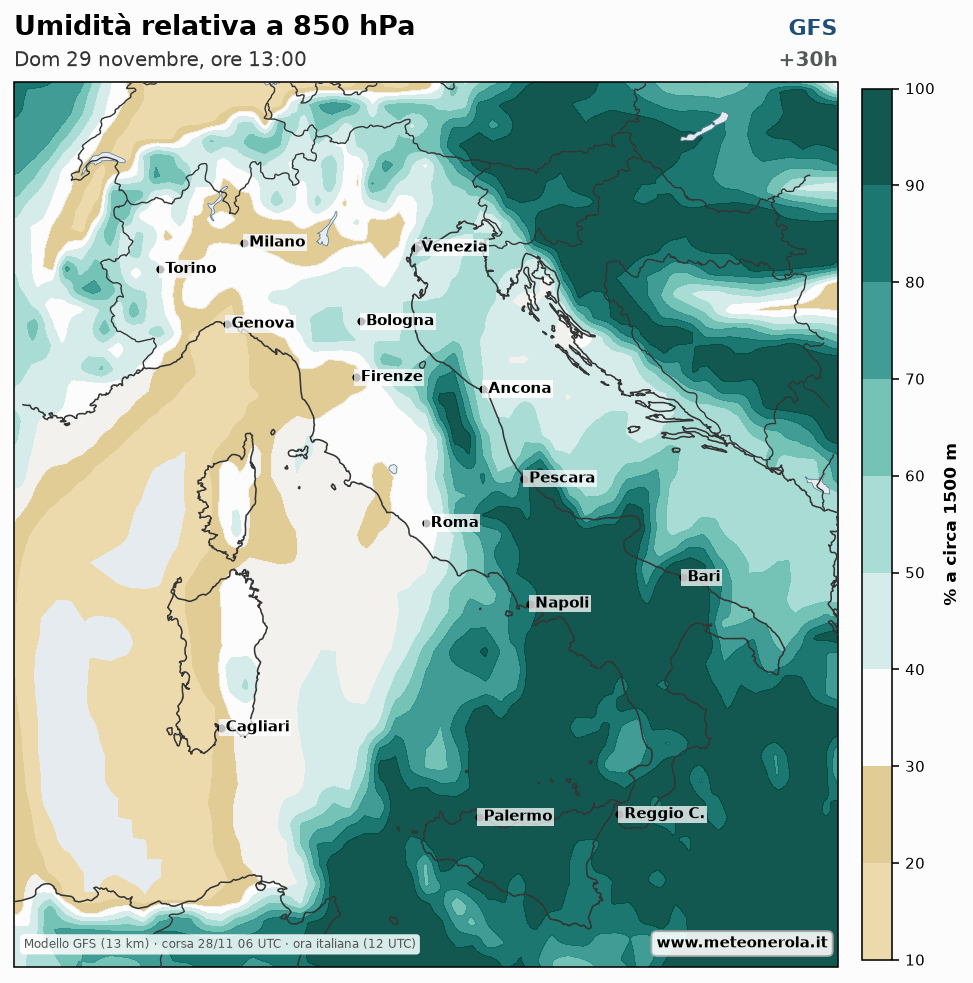 Umidità relativa a 850 hPa
GFS
Dom 29 novembre, ore 13:00
+30h
100
90
80
70
60
50
40
30
20
10
% a circa 1500 m
Milano
Venezia
Torino
Bologna
Genova
Firenze
Ancona
Pescara
Roma
Bari
Napoli
Cagliari
Palermo
Reggio C.
Modello GFS (13 km) · corsa 28/11 06 UTC · ora italiana (12 UTC)
www.meteonerola.it